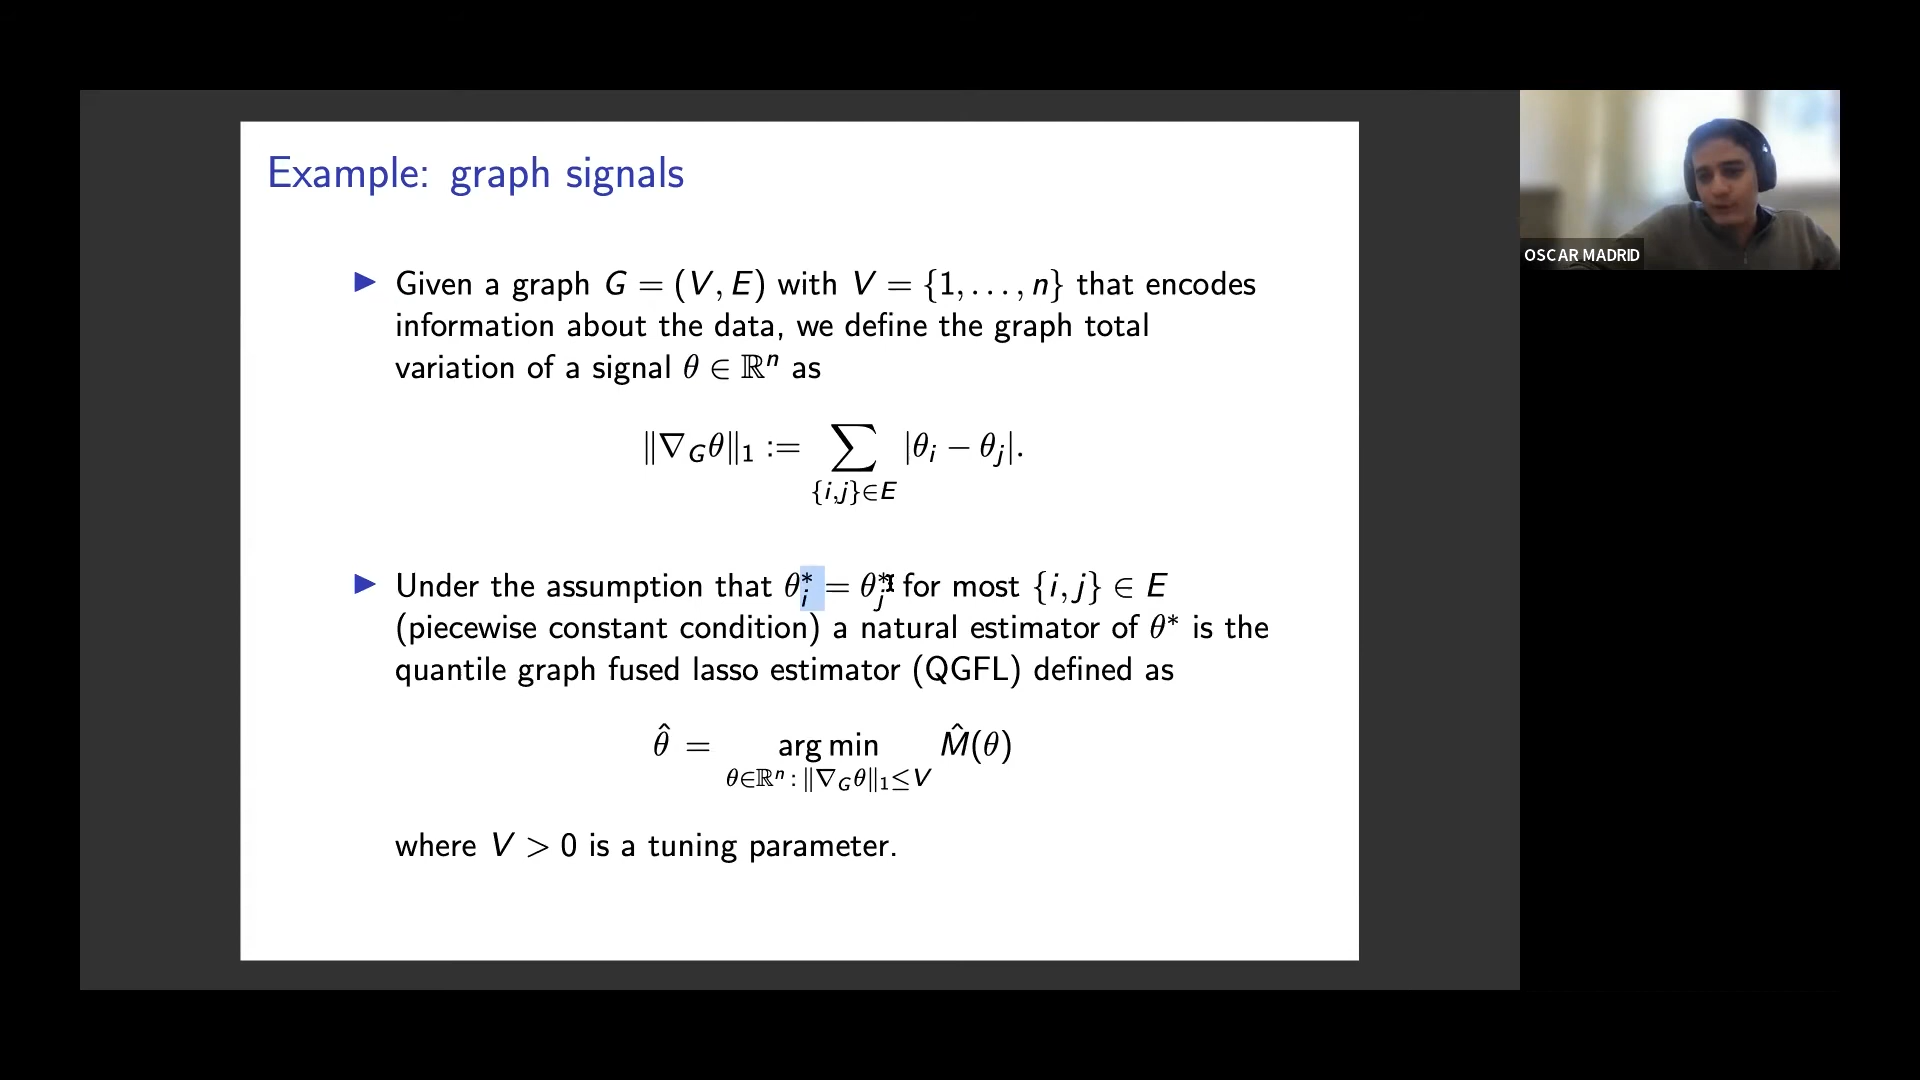 Example: graph signals
▶ Given a graph G = (V, E) with V = {1, . . . , n} that encodes
information about the data, we define the graph total
variation of a signal θ ∈ ℝⁿ as
‖∇_G θ‖₁ := ∑_{{i,j}∈E} |θ_i − θ_j|.
▶ Under the assumption that θ*_i = θ*_j for most {i, j} ∈ E
(piecewise constant condition) a natural estimator of θ* is the
quantile graph fused lasso estimator (QGFL) defined as
θ̂ = arg min_{θ∈ℝⁿ : ‖∇_G θ‖₁≤V} M̂(θ)
where V > 0 is a tuning parameter.
OSCAR MADRID